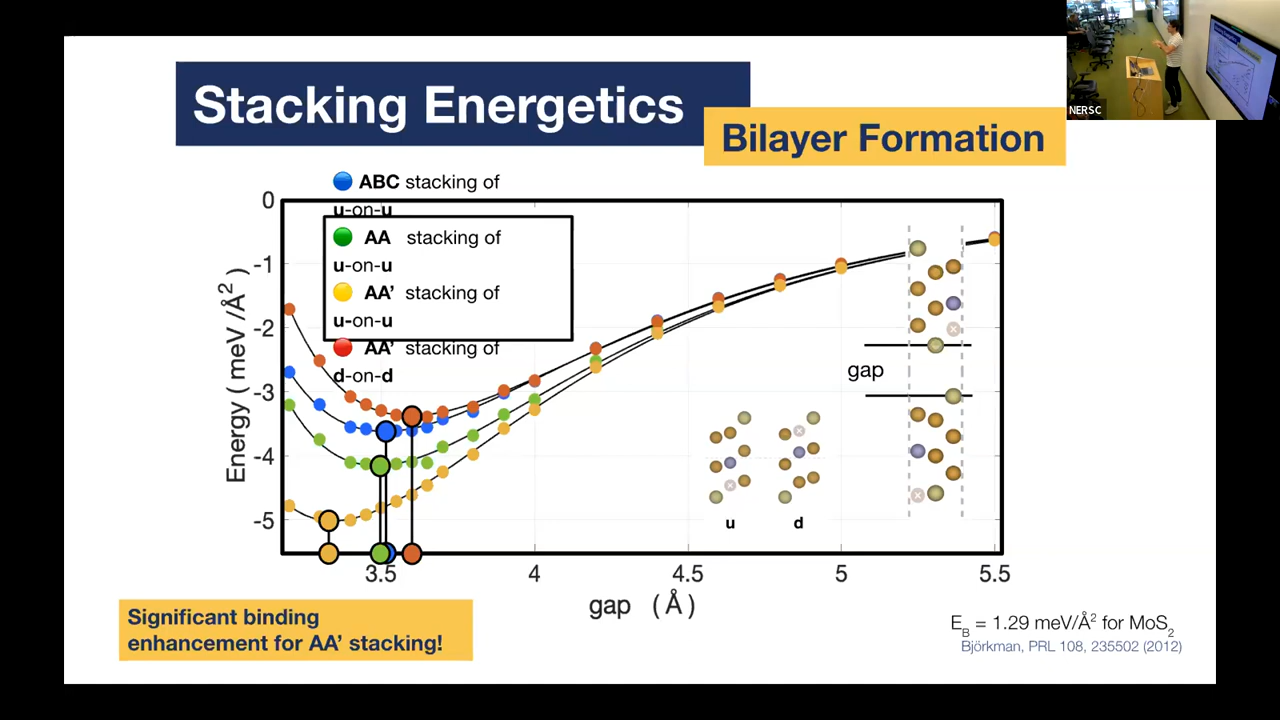 Stacking Energetics
Bilayer Formation
NERSC
ABC stacking of
u-on-u
AA stacking of
u-on-u
AA' stacking of
u-on-u
AA' stacking of
d-on-d
0
-1
-2
-3
-4
-5
Energy ( meV /Å² )
3.5
4
4.5
5
5.5
gap (Å)
gap
u
d
Significant binding
enhancement for AA' stacking!
E_B = 1.29 meV/Å² for MoS₂
Björkman, PRL 108, 235502 (2012)